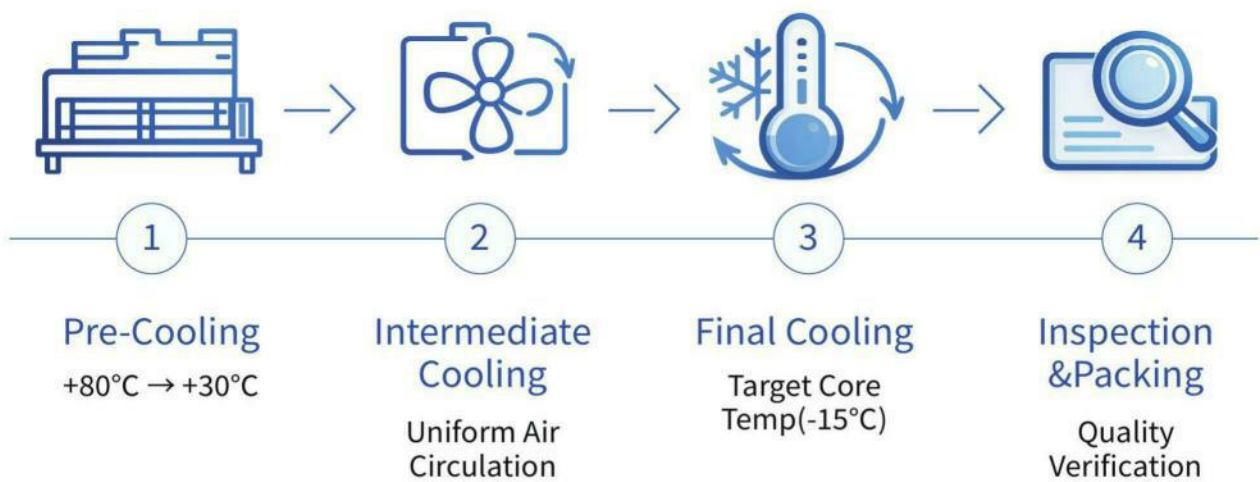 1
2
3
4
Pre-Cooling
+80°C → +30°C
Intermediate
Cooling
Uniform Air
Circulation
Final Cooling
Target Core
Temp(-15°C)
Inspection
&Packing
Quality
Verification